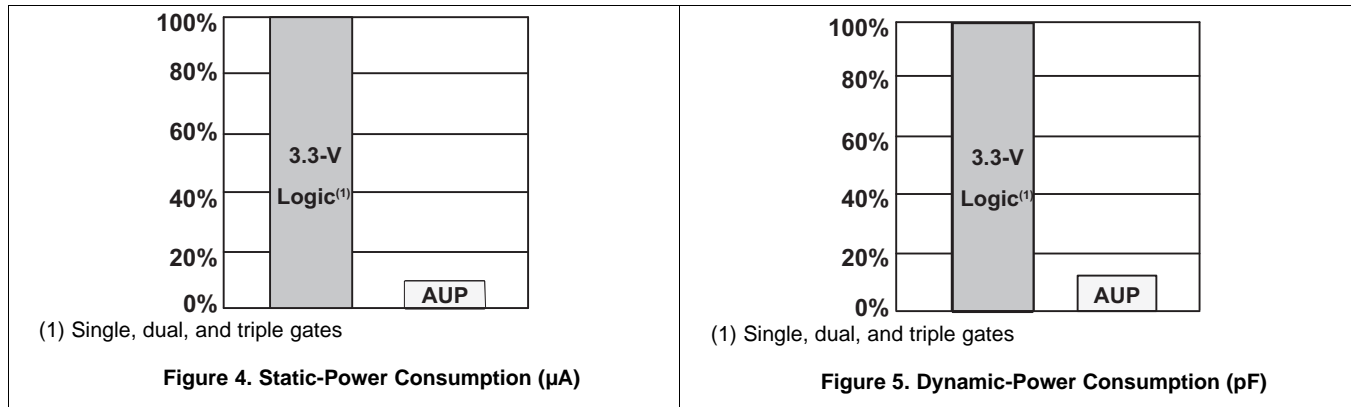 100%
80%
60%
40%
20%
0%
3.3-V
Logic(1)
AUP
(1) Single, dual, and triple gates
Figure 4. Static-Power Consumption (µA)
100%
80%
60%
40%
20%
0%
3.3-V
Logic(1)
AUP
(1) Single, dual, and triple gates
Figure 5. Dynamic-Power Consumption (pF)